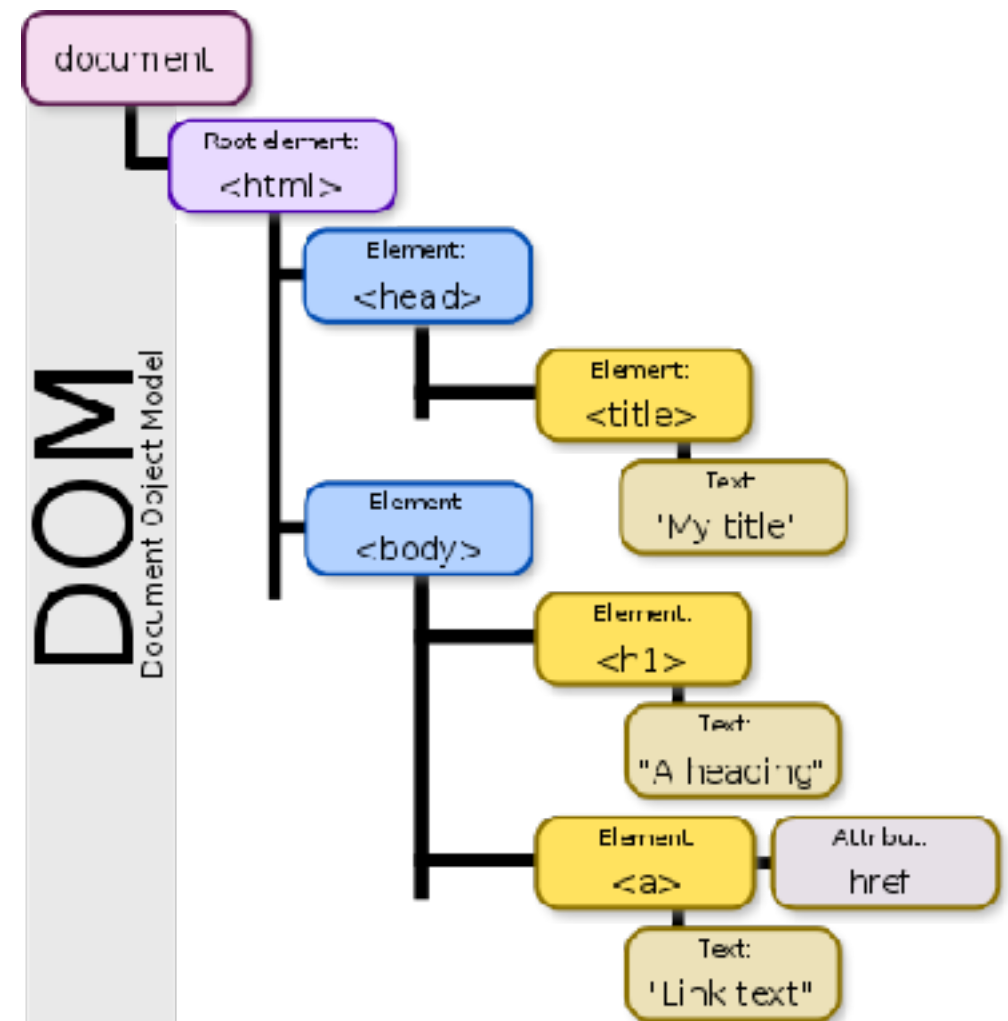 document
Root element:
<html>
Element:
<head>
Element:
<title>
Text
"My title"
Element
<body>
Element:
<h1>
Text:
"A heading"
Element
<a>
href
Text:
"Link text"
DOM
Document Object Model